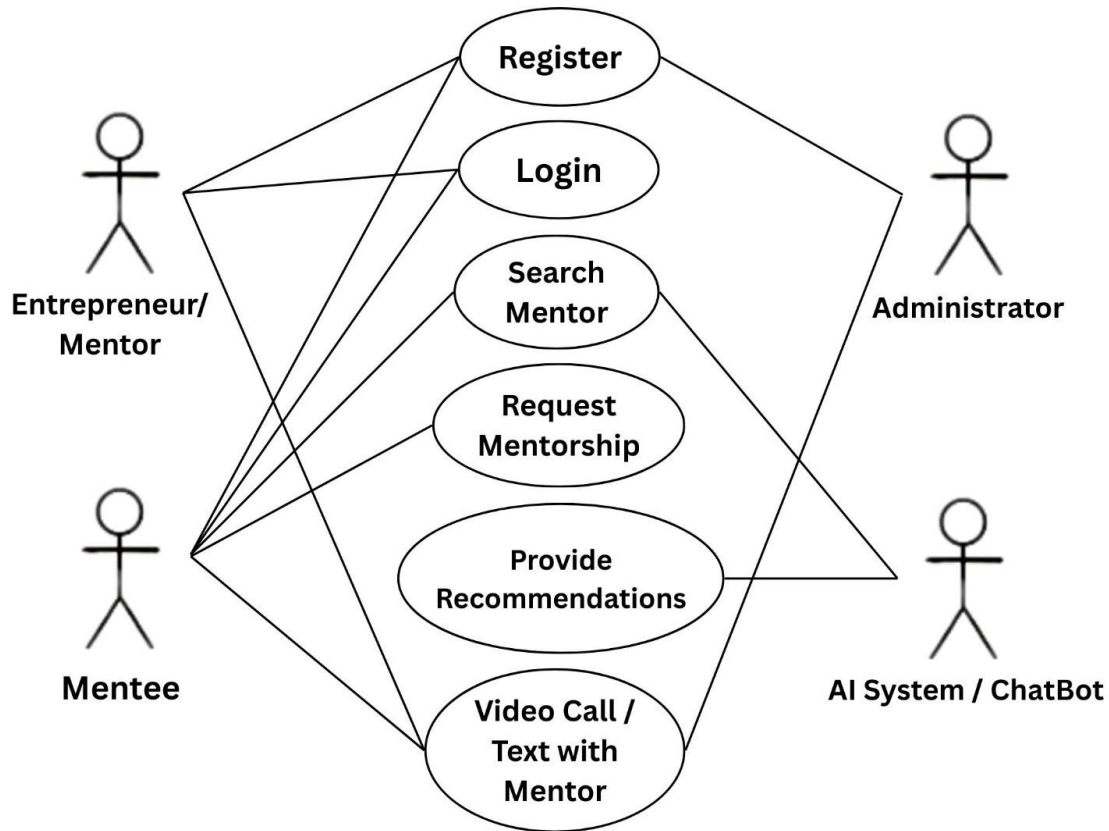 Register
Login
Search
Mentor
Request
Mentorship
Provide
Recommendations
Video Call /
Text with
Mentor
Entrepreneur/
Mentor
Mentee
Administrator
AI System / ChatBot